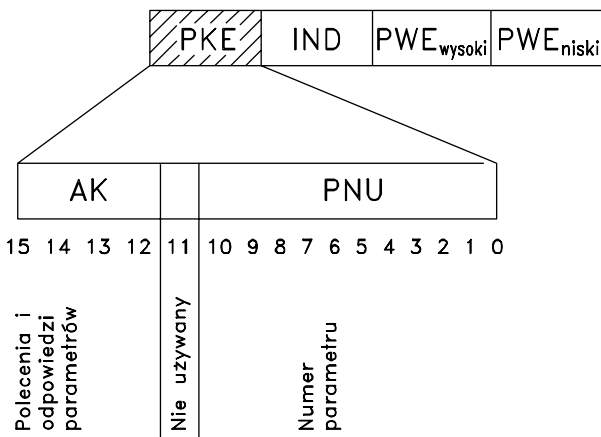 PKE IND PWEwysoki PWEniski
AK PNU
15 14 13 12 11 10 9 8 7 6 5 4 3 2 1 0
Polecenia i
odpowiedzi
parametrów
Nie używany
Numer
parametru